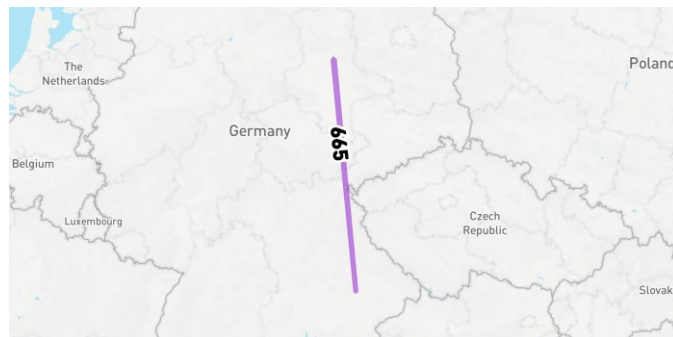 The
Netherlands
Poland
Germany
665
Belgium
Luxembourg
Czech
Republic
Slovak